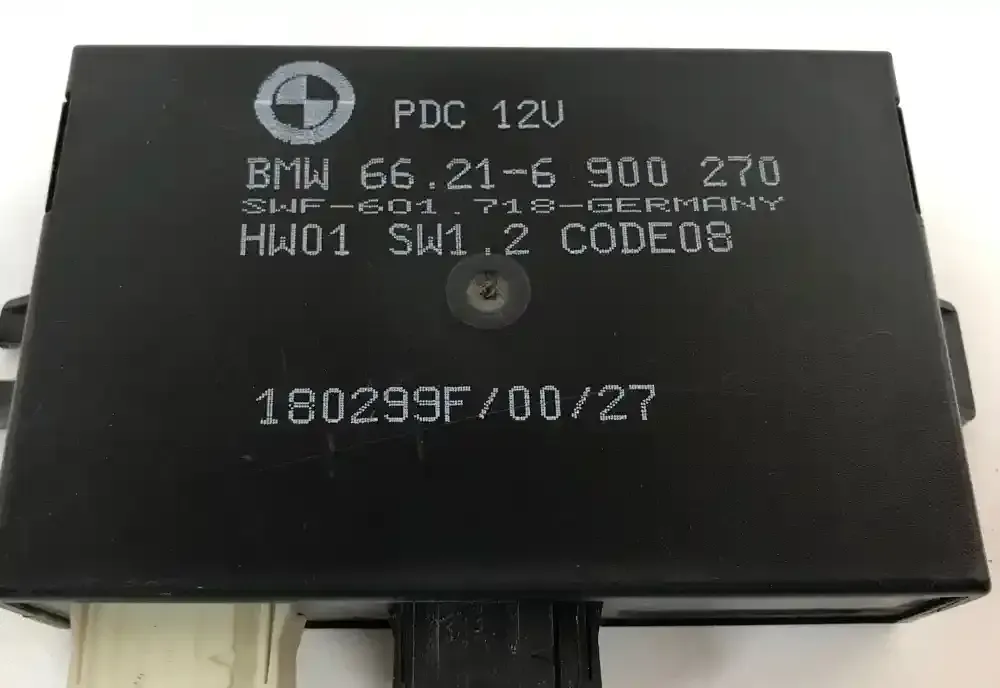 PDC 12V
BMW 66.21-6 900 270
SWF-601.718-GERMANY
HW01 SW1.2 CODE08
180299F/00/27